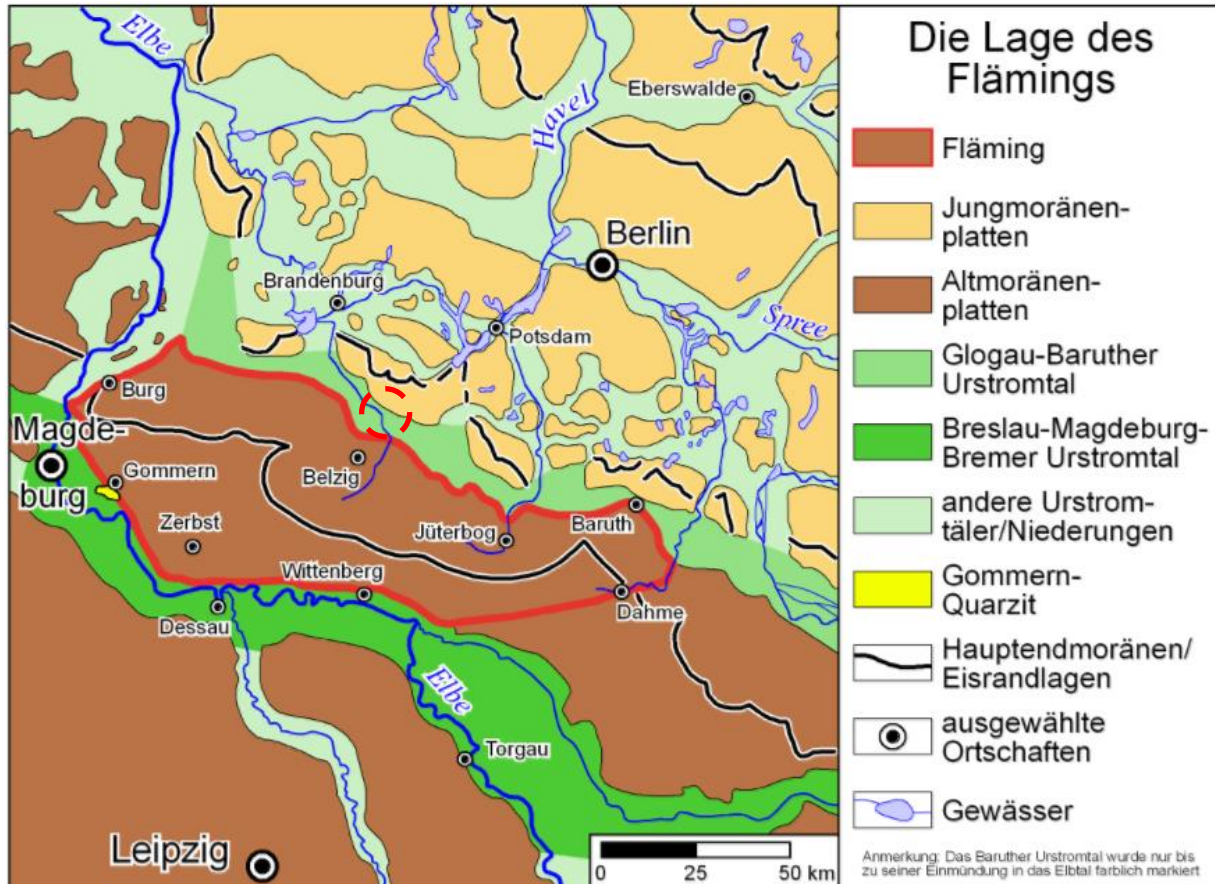 Elbe
Havel
Eberswalde
Berlin
Brandenburg
Potsdam
Spree
Burg
Magde-
burg
Gommern
Belzig
Zerbst
Jüterbog
Baruth
Wittenberg
Dessau
Dahme
Elbe
Torgau
Leipzig
0 25 50 km
Die Lage des
Flämings
Fläming
Jungmoränen-
platten
Altmoränen-
platten
Glogau-Baruther
Urstromtal
Breslau-Magdeburg-
Bremer Urstromtal
andere Urstrom-
täler/Niederungen
Gommern-
Quarzit
Hauptendmoränen/
Eisrandlagen
ausgewählte
Ortschaften
Gewässer
Anmerkung: Das Baruther Urstromtal wurde nur bis
zu seiner Einmündung in das Elbtal farblich markiert